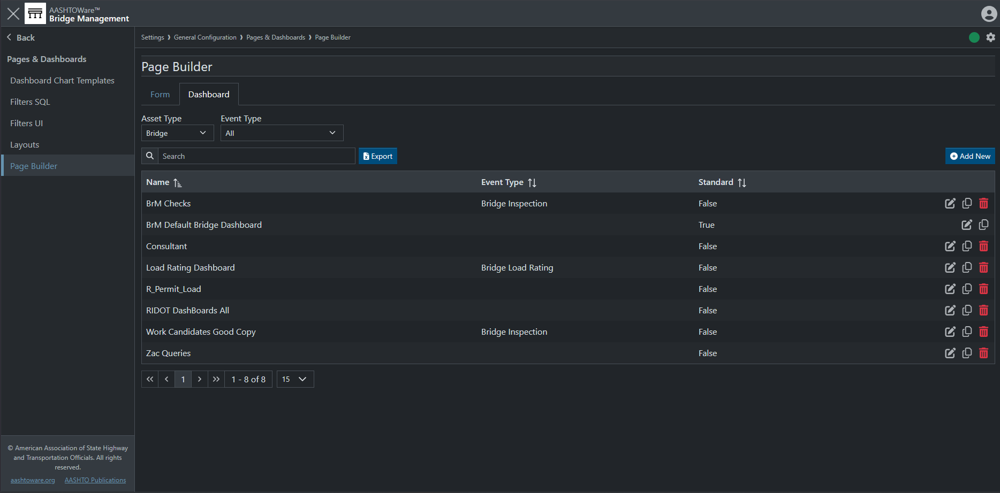 AASHTOWare™
Bridge Management
Back
Settings ❯ General Configuration ❯ Pages & Dashboards ❯ Page Builder
Pages & Dashboards
Dashboard Chart Templates
Filters SQL
Filters UI
Layouts
Page Builder
Page Builder
Form Dashboard
Asset Type Event Type
Bridge All
Search Export Add New
Name Event Type Standard
BrM Checks Bridge Inspection False
BrM Default Bridge Dashboard True
Consultant False
Load Rating Dashboard Bridge Load Rating False
R_Permit_Load False
RIDOT DashBoards All False
Work Candidates Good Copy Bridge Inspection False
Zac Queries False
1 1 - 8 of 8 15
© American Association of State Highway
and Transportation Officials. All rights
reserved.
aashtoware.org AASHTO Publications